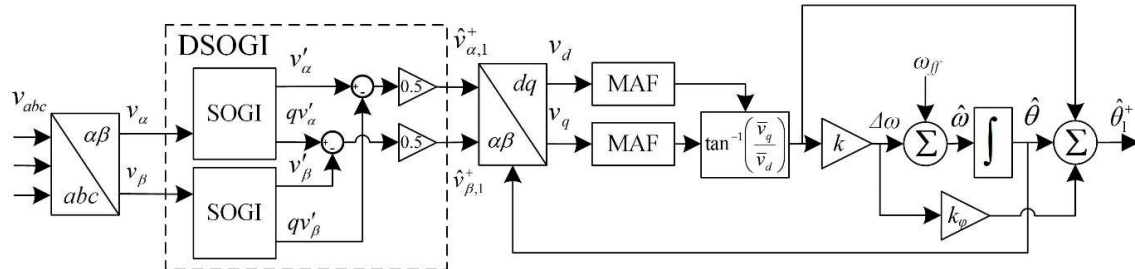 DSOGI
v_abc
αβ
abc
v_α
v_β
SOGI
SOGI
v'_α
qv'_α
v'_β
qv'_β
+
-
+
-
0.5
0.5
v̂⁺_α,1
v̂⁺_β,1
dq
αβ
v_d
v_q
MAF
MAF
tan⁻¹(v̄_q/v̄_d)
k
Δω
ω_ff
Σ
ω̂
∫
θ̂
k_φ
Σ
θ̂⁺_1